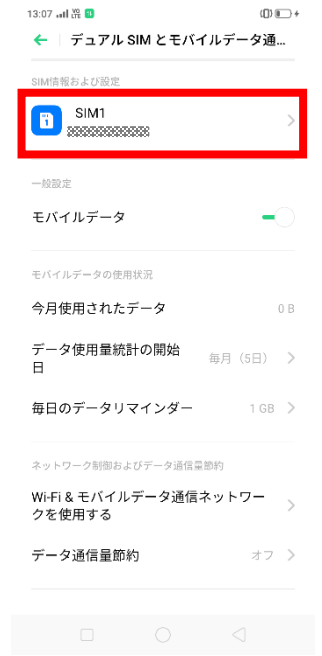 13:07
デュアル SIM とモバイルデータ通...
SIM情報および設定
SIM1
一般設定
モバイルデータ
モバイルデータの使用状況
今月使用されたデータ 0 B
データ使用量統計の開始
日 毎月（5日）
毎日のデータリマインダー 1 GB
ネットワーク制御およびデータ通信量節約
Wi-Fi & モバイルデータ通信ネットワー
クを使用する
データ通信量節約 オフ